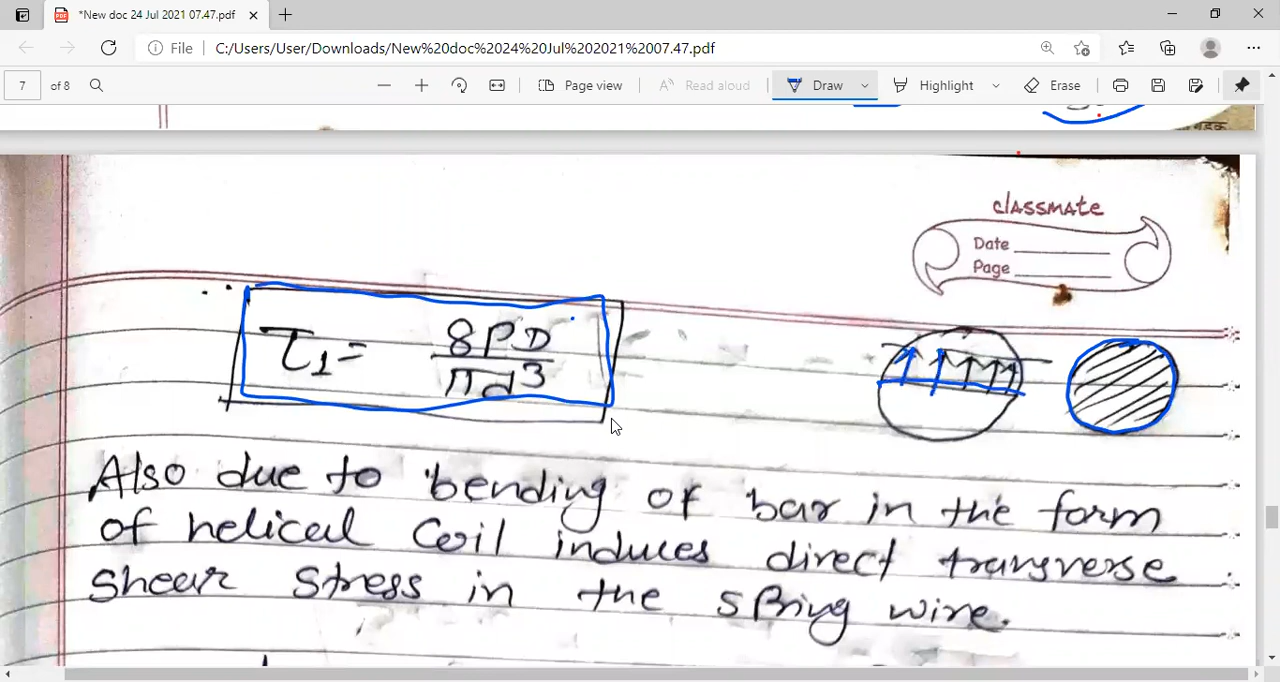 *New doc 24 Jul 2021 07.47.pdf
File C:/Users/User/Downloads/New%20doc%2024%20Jul%202021%2007.47.pdf
7 of 8 Page view Read aloud Draw Highlight Erase
classmate
Date
Page
∴ τ1 = 8PD / πd³
Also due to bending of bar in the form
of helical Coil induces direct transverse
shear stress in the spring wire.